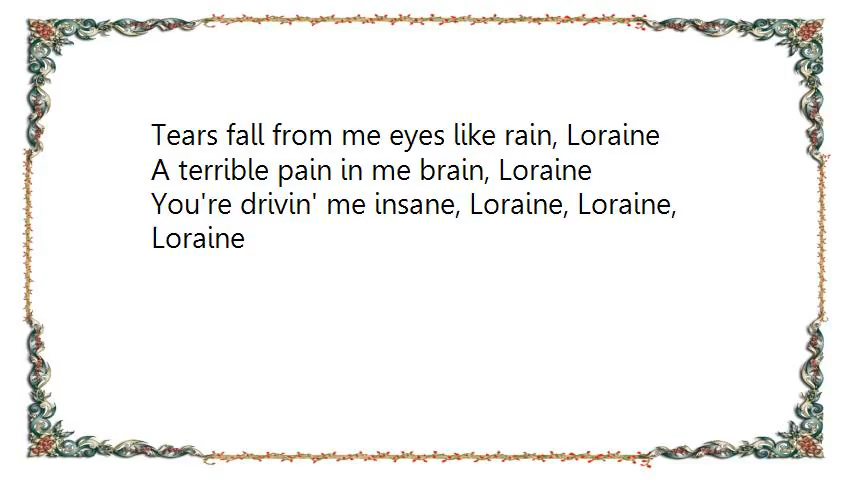 Tears fall from me eyes like rain, Loraine
A terrible pain in me brain, Loraine
You're drivin' me insane, Loraine, Loraine,
Loraine